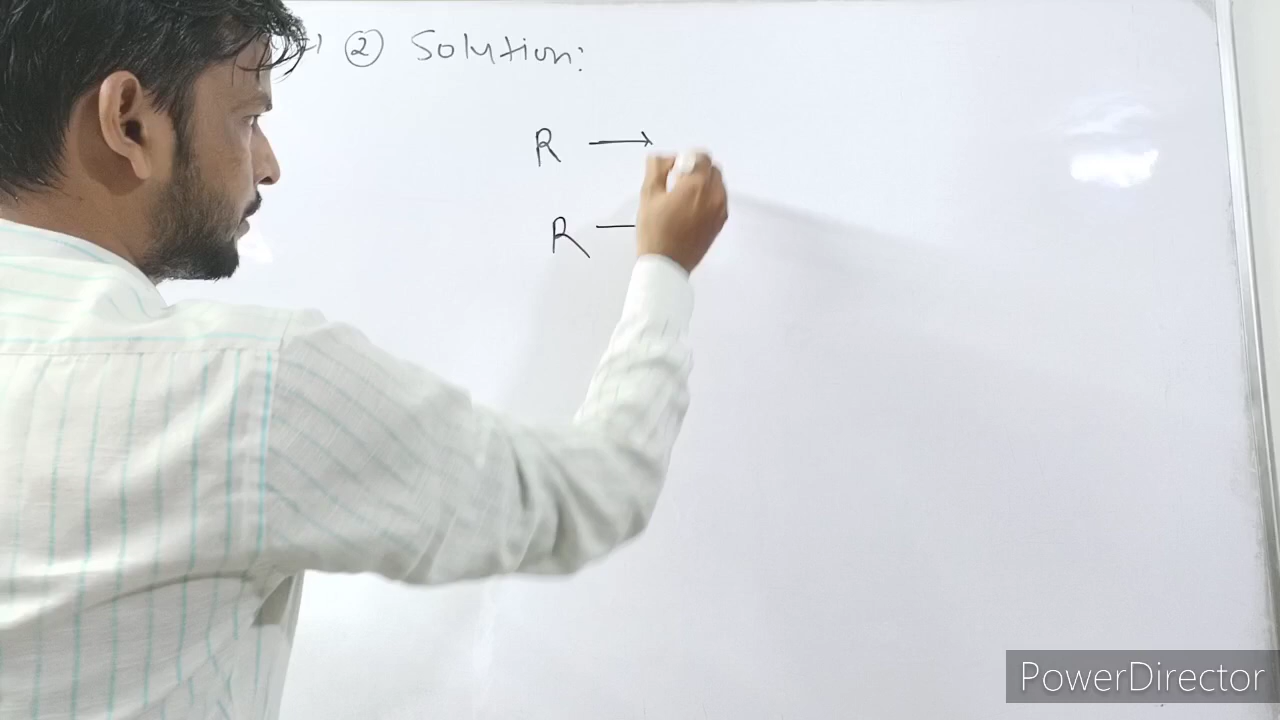 ② Solution:
R →
R —
PowerDirector